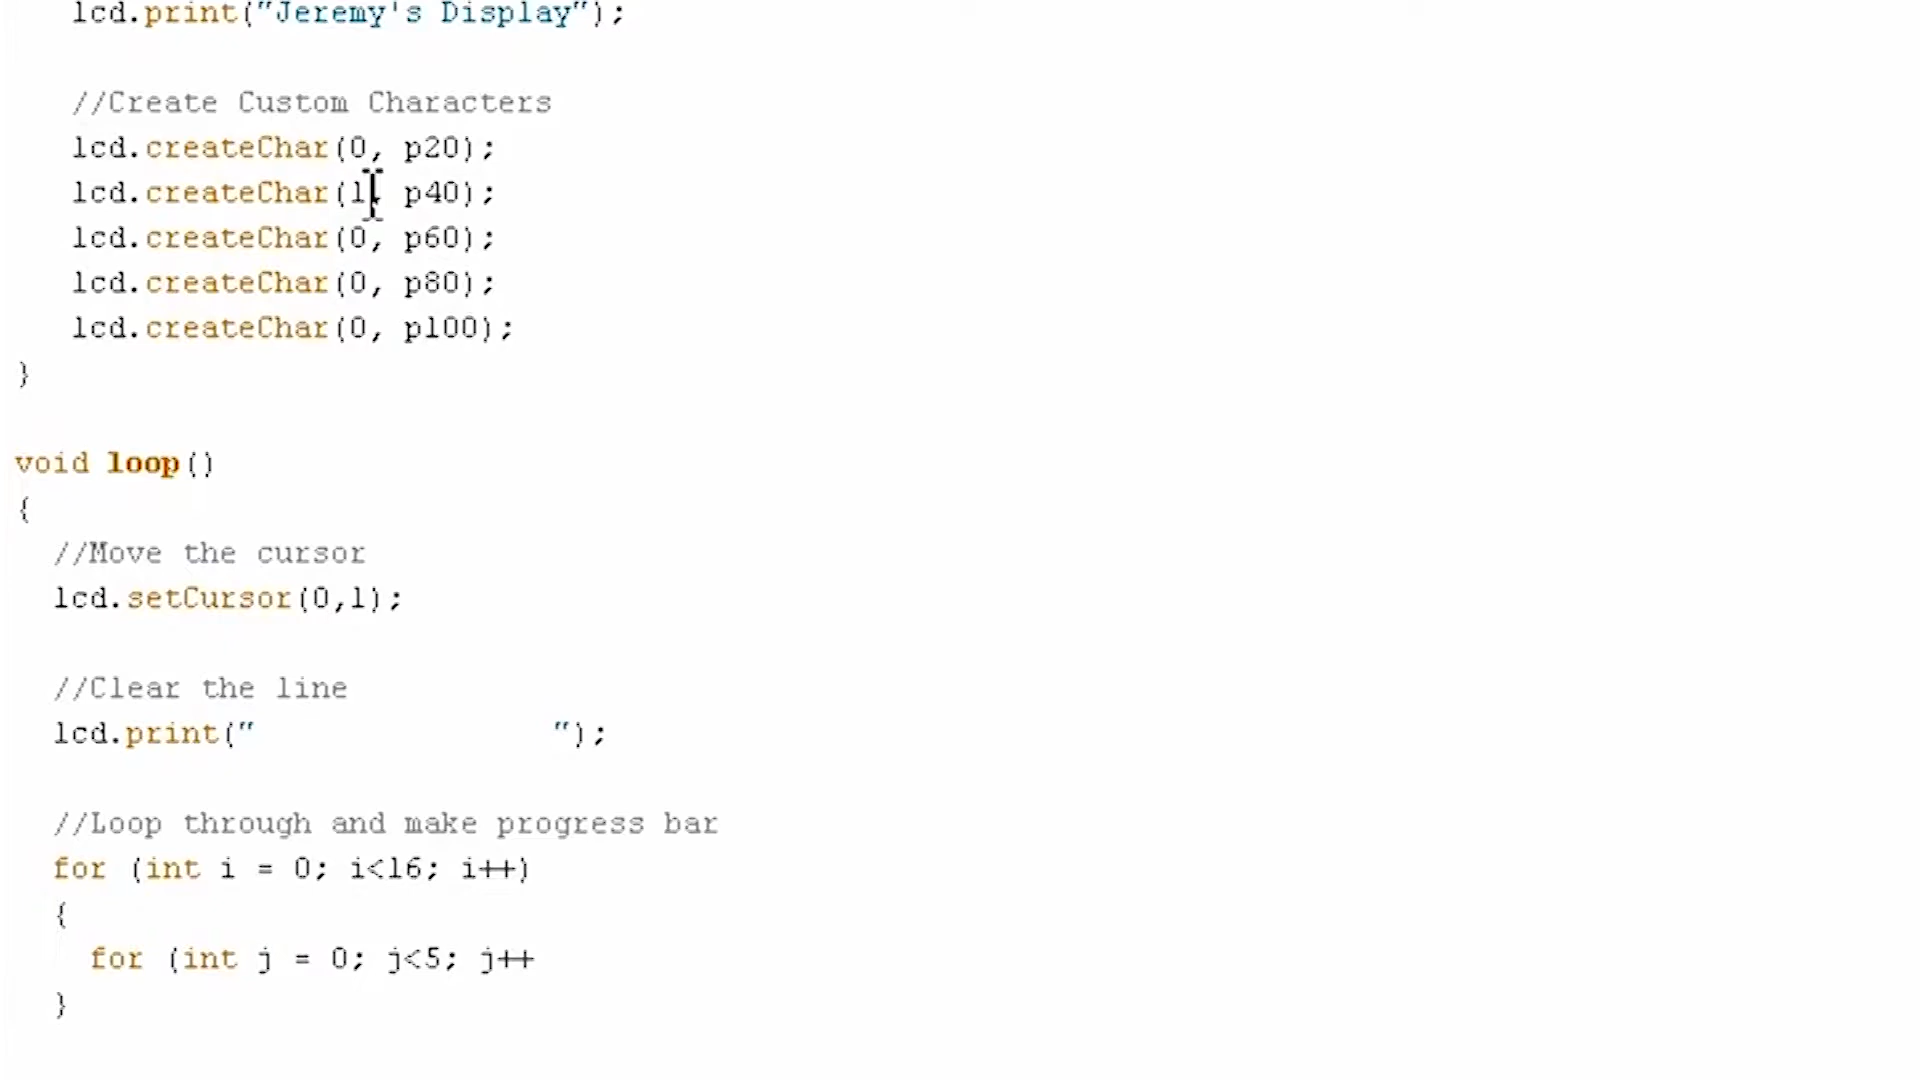 lcd.print("Jeremy's Display");
//Create Custom Characters
lcd.createChar(0, p20);
lcd.createChar(1, p40);
lcd.createChar(0, p60);
lcd.createChar(0, p80);
lcd.createChar(0, p100);
}
void loop()
{
//Move the cursor
lcd.setCursor(0,1);
//Clear the line
lcd.print("                ");
//Loop through and make progress bar
for (int i = 0; i<16; i++)
{
for (int j = 0; j<5; j++
}